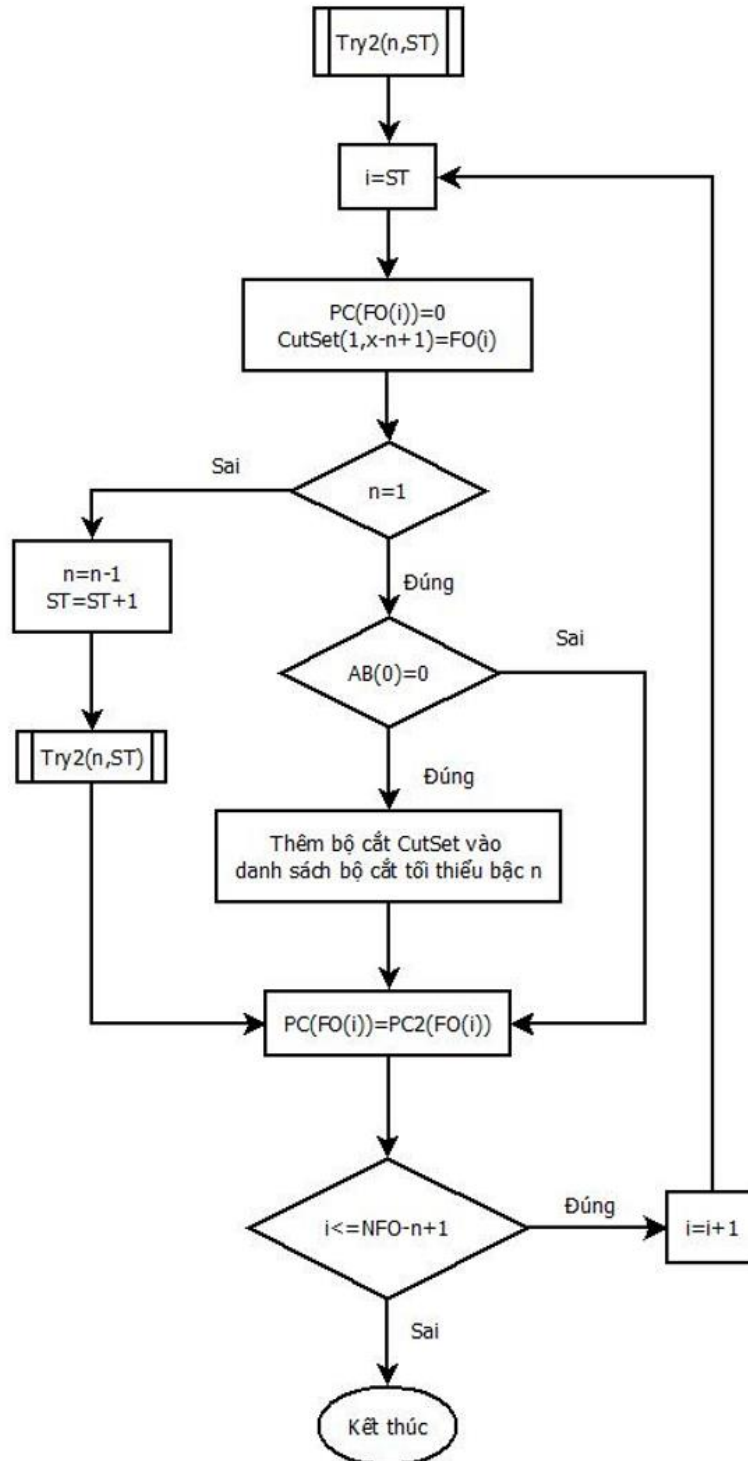 Try2(n,ST)
i=ST
PC(FO(i))=0
CutSet(1,x-n+1)=FO(i)
Sai
n=1
n=n-1
ST=ST+1
Đúng
Sai
AB(0)=0
Try2(n,ST)
Đúng
Thêm bộ cắt CutSet vào
danh sách bộ cắt tối thiểu bậc n
PC(FO(i))=PC2(FO(i))
i<=NFO-n+1
Đúng
i=i+1
Sai
Kết thúc